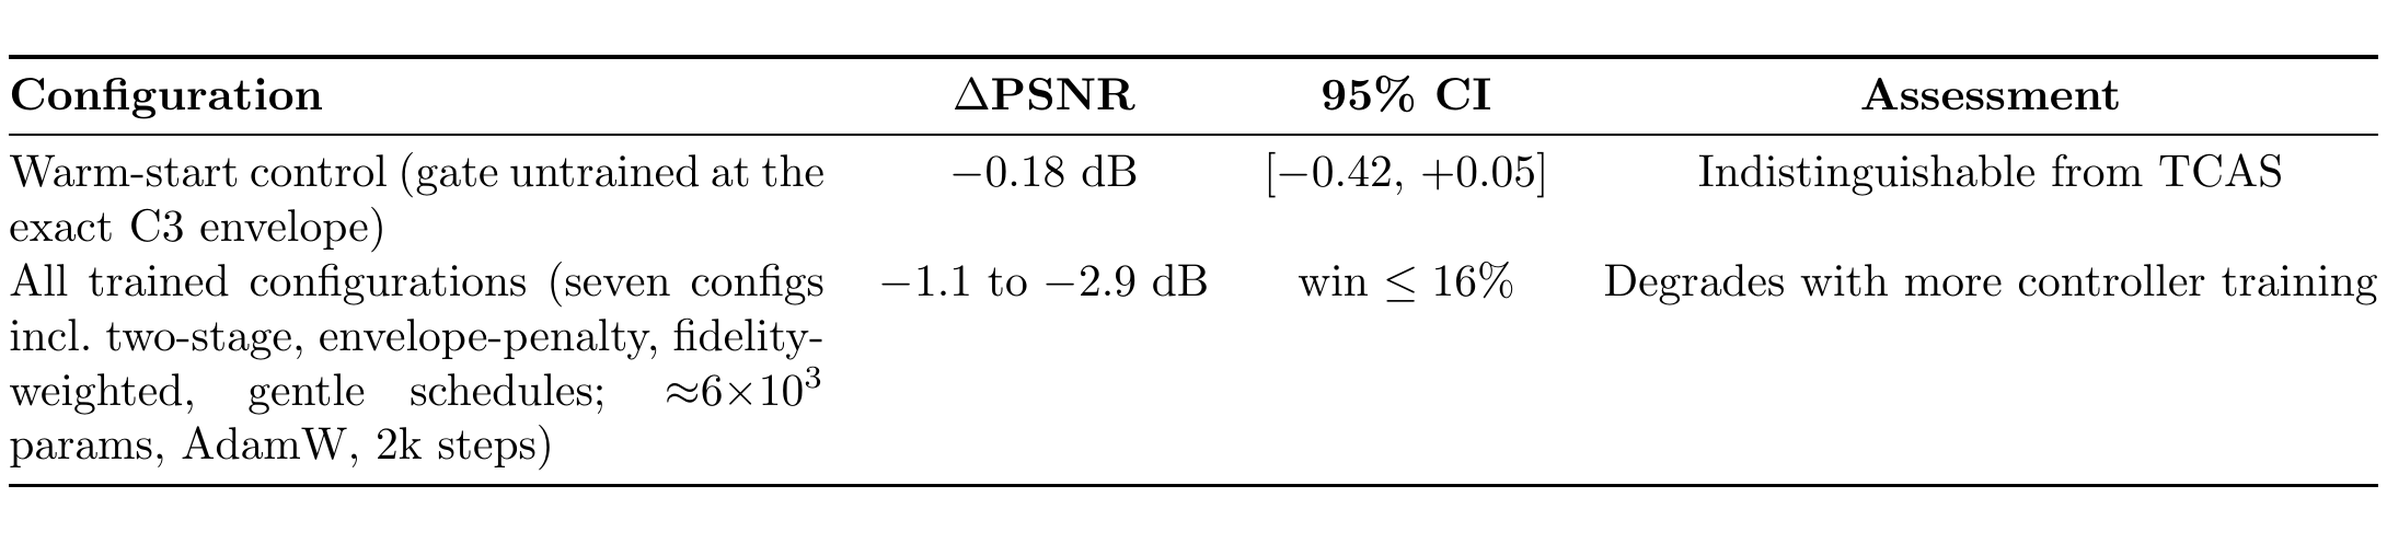 Configuration ΔPSNR 95% CI Assessment
Warm-start control (gate untrained at the −0.18 dB [−0.42, +0.05] Indistinguishable from TCAS
exact C3 envelope)
All trained configurations (seven configs −1.1 to −2.9 dB win ≤ 16% Degrades with more controller training
incl. two-stage, envelope-penalty, fidelity-
weighted, gentle schedules; ≈6×10³
params, AdamW, 2k steps)